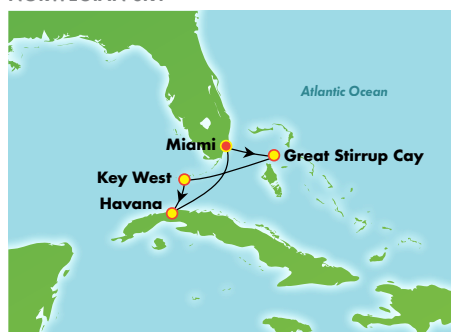 Atlantic Ocean
Miami
Great Stirrup Cay
Key West
Havana